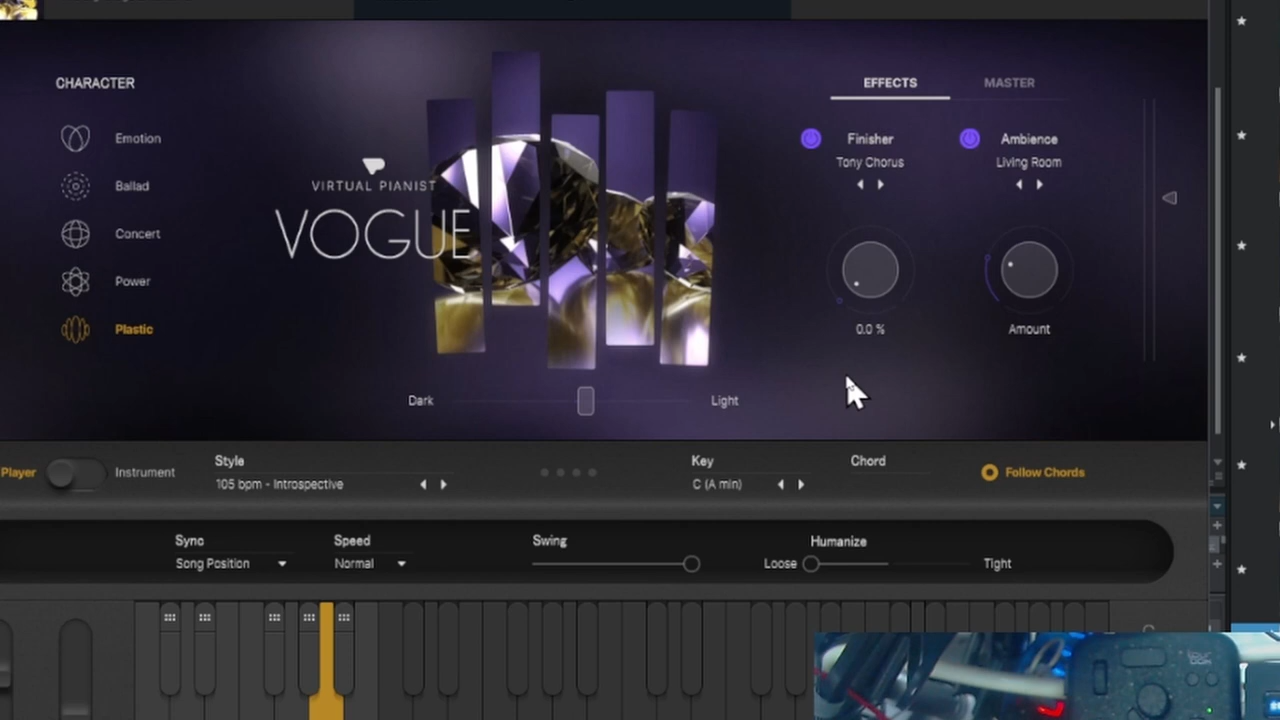 CHARACTER
Emotion
Ballad
Concert
Power
Plastic
VIRTUAL PIANIST
VOGUE
Dark
Light
EFFECTS
MASTER
Finisher
Tony Chorus
Ambience
Living Room
0.0 %
Amount
Player
Instrument
Style
105 bpm - Introspective
Key
C (A min)
Chord
Follow Chords
Sync
Song Position
Speed
Normal
Swing
Humanize
Loose
Tight